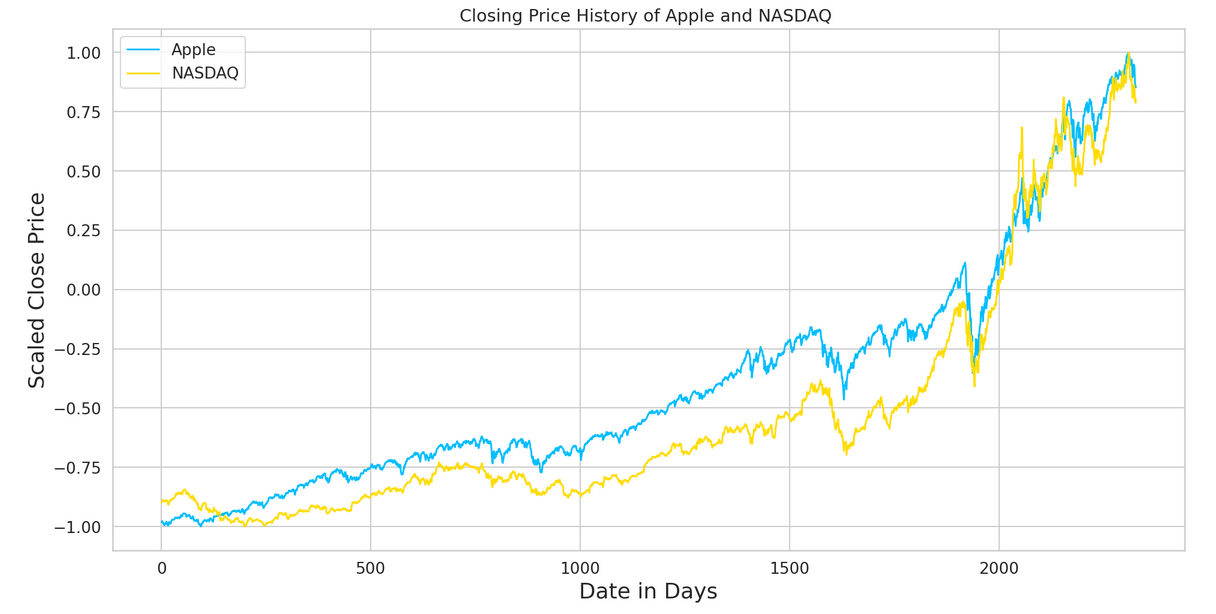 Closing Price History of Apple and NASDAQ
Apple
NASDAQ
Scaled Close Price
1.00
0.75
0.50
0.25
0.00
−0.25
−0.50
−0.75
−1.00
0 500 1000 1500 2000
Date in Days